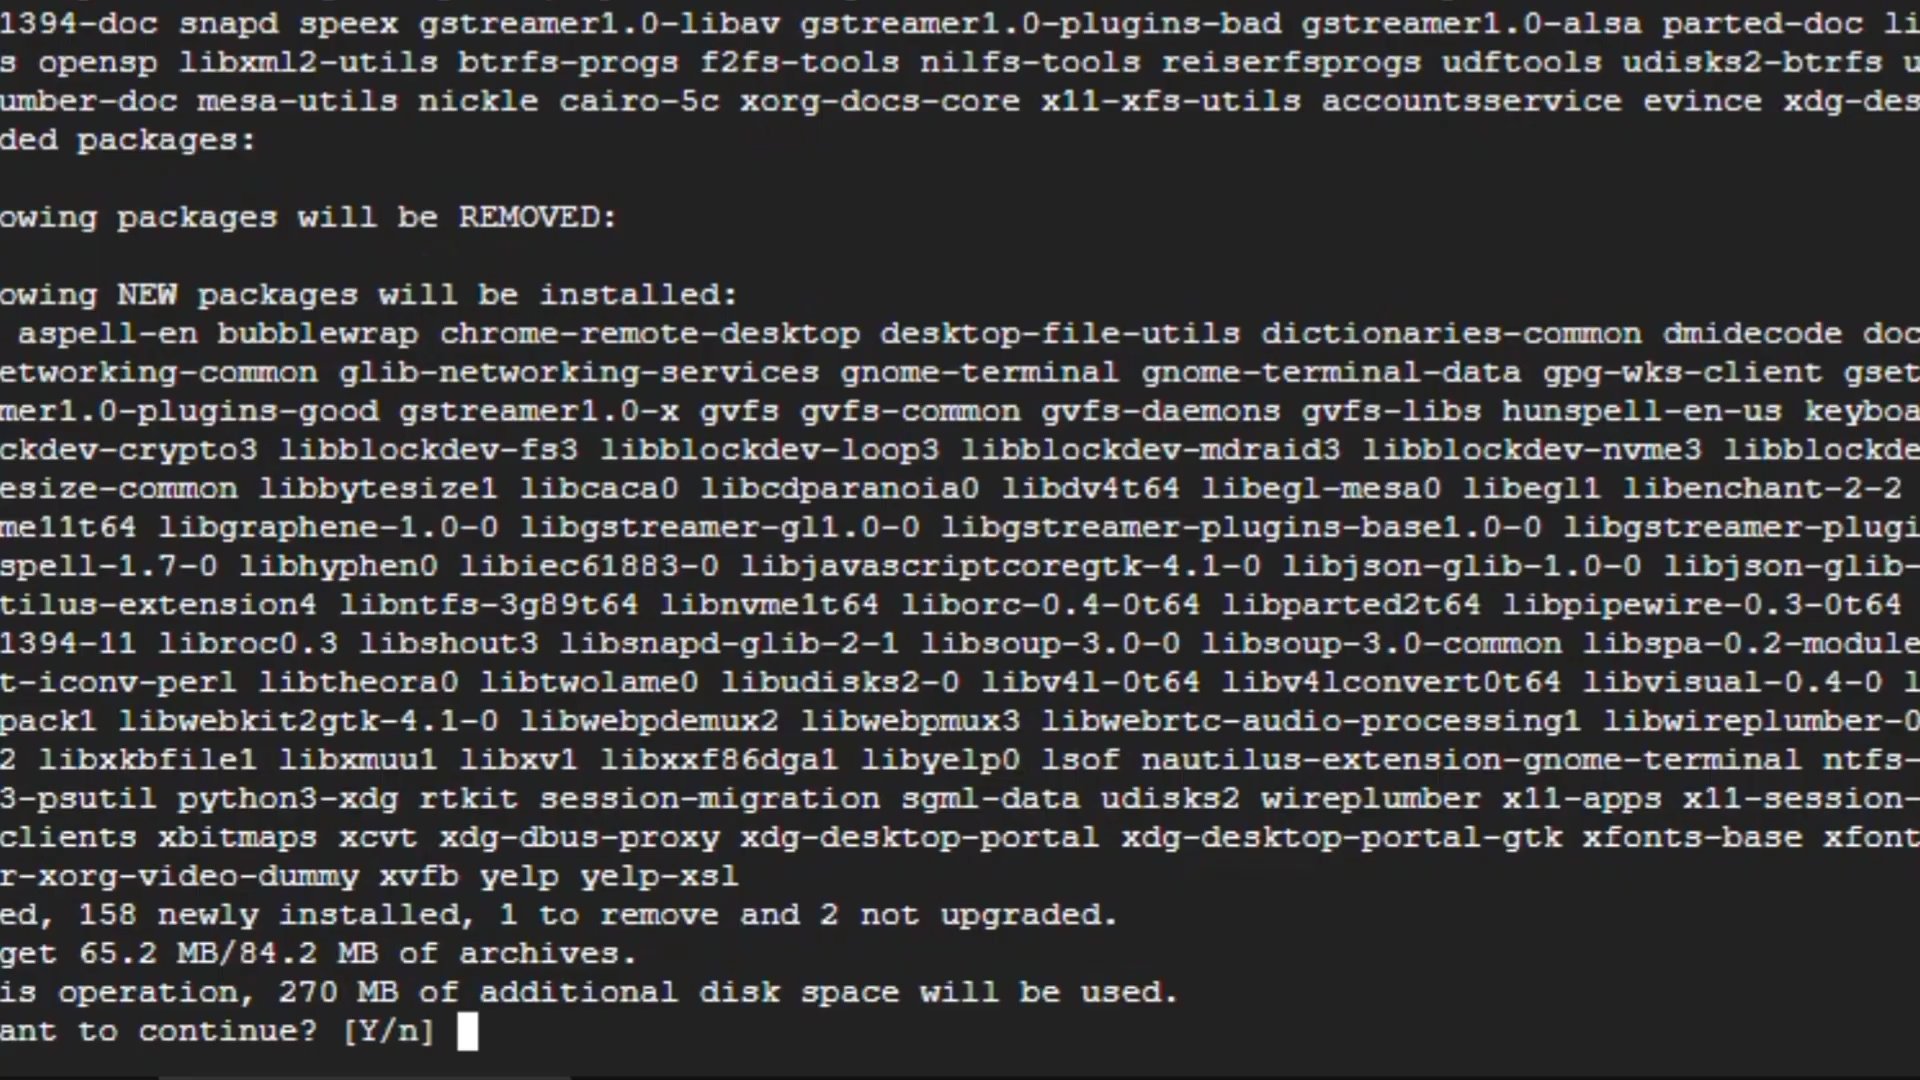 1394-doc snapd speex gstreamer1.0-libav gstreamer1.0-plugins-bad gstreamer1.0-alsa parted-doc li
s opensp libxml2-utils btrfs-progs f2fs-tools nilfs-tools reiserfsprogs udftools udisks2-btrfs u
umber-doc mesa-utils nickle cairo-5c xorg-docs-core x11-xfs-utils accountsservice evince xdg-des
ded packages:
owing packages will be REMOVED:
owing NEW packages will be installed:
aspell-en bubblewrap chrome-remote-desktop desktop-file-utils dictionaries-common dmidecode doc
etworking-common glib-networking-services gnome-terminal gnome-terminal-data gpg-wks-client gset
mer1.0-plugins-good gstreamer1.0-x gvfs gvfs-common gvfs-daemons gvfs-libs hunspell-en-us keyboa
ckdev-crypto3 libblockdev-fs3 libblockdev-loop3 libblockdev-mdraid3 libblockdev-nvme3 libblockde
esize-common libbytesize1 libcaca0 libcdparanoia0 libdv4t64 libegl-mesa0 libegl1 libenchant-2-2
me11t64 libgraphene-1.0-0 libgstreamer-gl1.0-0 libgstreamer-plugins-base1.0-0 libgstreamer-plugi
spell-1.7-0 libhyphen0 libiec61883-0 libjavascriptcoregtk-4.1-0 libjson-glib-1.0-0 libjson-glib-
tilus-extension4 libntfs-3g89t64 libnvme1t64 liborc-0.4-0t64 libparted2t64 libpipewire-0.3-0t64
1394-11 libroc0.3 libshout3 libsnapd-glib-2-1 libsoup-3.0-0 libsoup-3.0-common libspa-0.2-module
t-iconv-perl libtheora0 libtwolame0 libudisks2-0 libv4l-0t64 libv4lconvert0t64 libvisual-0.4-0 l
pack1 libwebkit2gtk-4.1-0 libwebpdemux2 libwebpmux3 libwebrtc-audio-processing1 libwireplumber-0
2 libxkbfile1 libxmuu1 libxv1 libxxf86dga1 libyelp0 lsof nautilus-extension-gnome-terminal ntfs-
3-psutil python3-xdg rtkit session-migration sgml-data udisks2 wireplumber x11-apps x11-session-
clients xbitmaps xcvt xdg-dbus-proxy xdg-desktop-portal xdg-desktop-portal-gtk xfonts-base xfont
r-xorg-video-dummy xvfb yelp yelp-xsl
ed, 158 newly installed, 1 to remove and 2 not upgraded.
get 65.2 MB/84.2 MB of archives.
is operation, 270 MB of additional disk space will be used.
ant to continue? [Y/n]